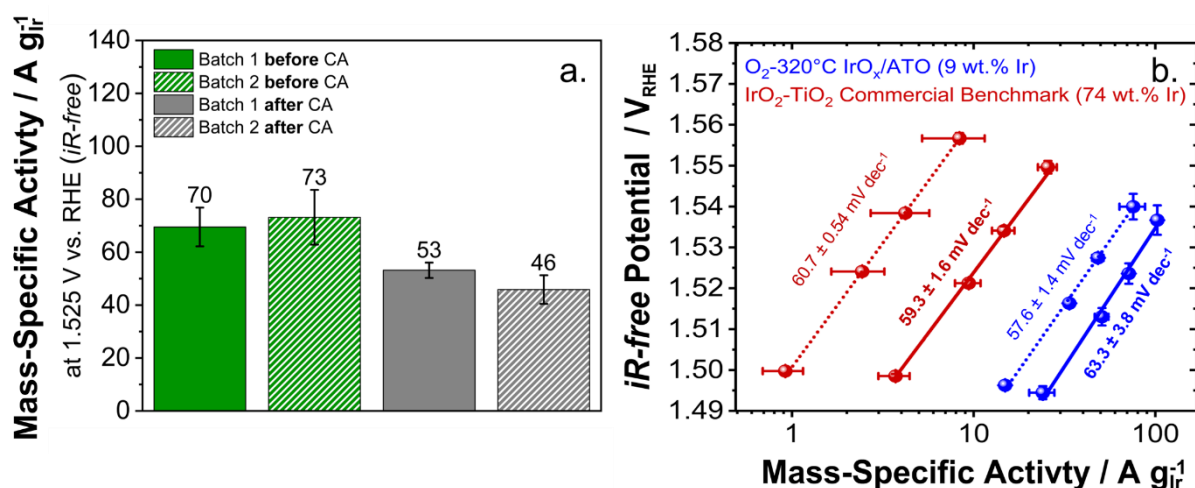 Mass-Specific Activity / A g⁻¹Ir
at 1.525 V vs. RHE (iR-free)
140
120
100
80
60
40
20
0
Batch 1 before CA
Batch 2 before CA
Batch 1 after CA
Batch 2 after CA
a.
70
73
53
46
iR-free Potential / VRHE
1.58
1.57
1.56
1.55
1.54
1.53
1.52
1.51
1.50
1.49
O₂-320°C IrOₓ/ATO (9 wt.% Ir)
b.
IrO₂-TiO₂ Commercial Benchmark (74 wt.% Ir)
60.7 ± 0.54 mV dec⁻¹
59.3 ± 1.6 mV dec⁻¹
57.6 ± 1.4 mV dec⁻¹
63.3 ± 3.8 mV dec⁻¹
1
10
100
Mass-Specific Activty / A g⁻¹Ir